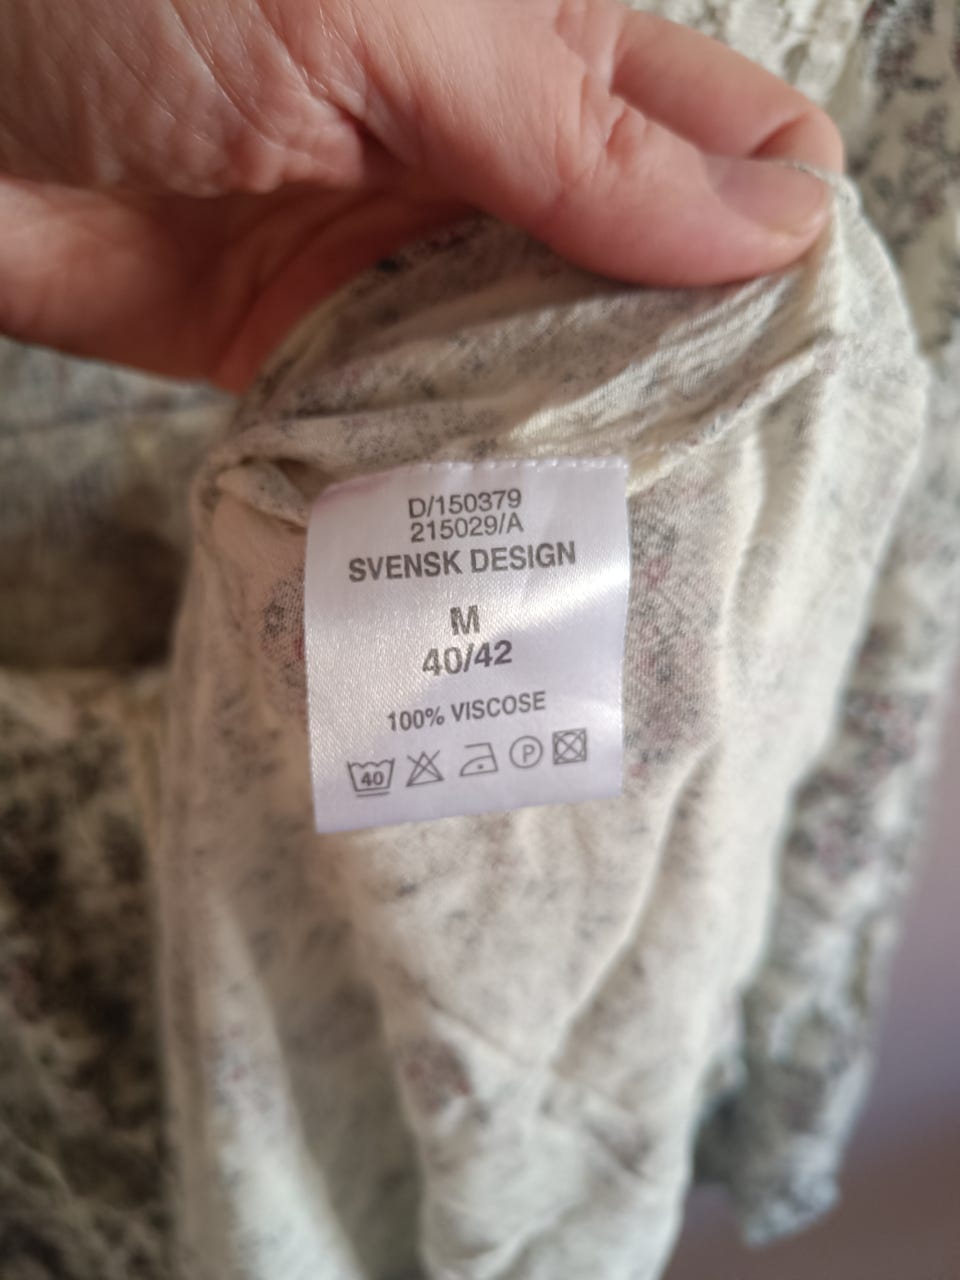 D/150379
215029/A
SVENSK DESIGN
M
40/42
100% VISCOSE
40 P